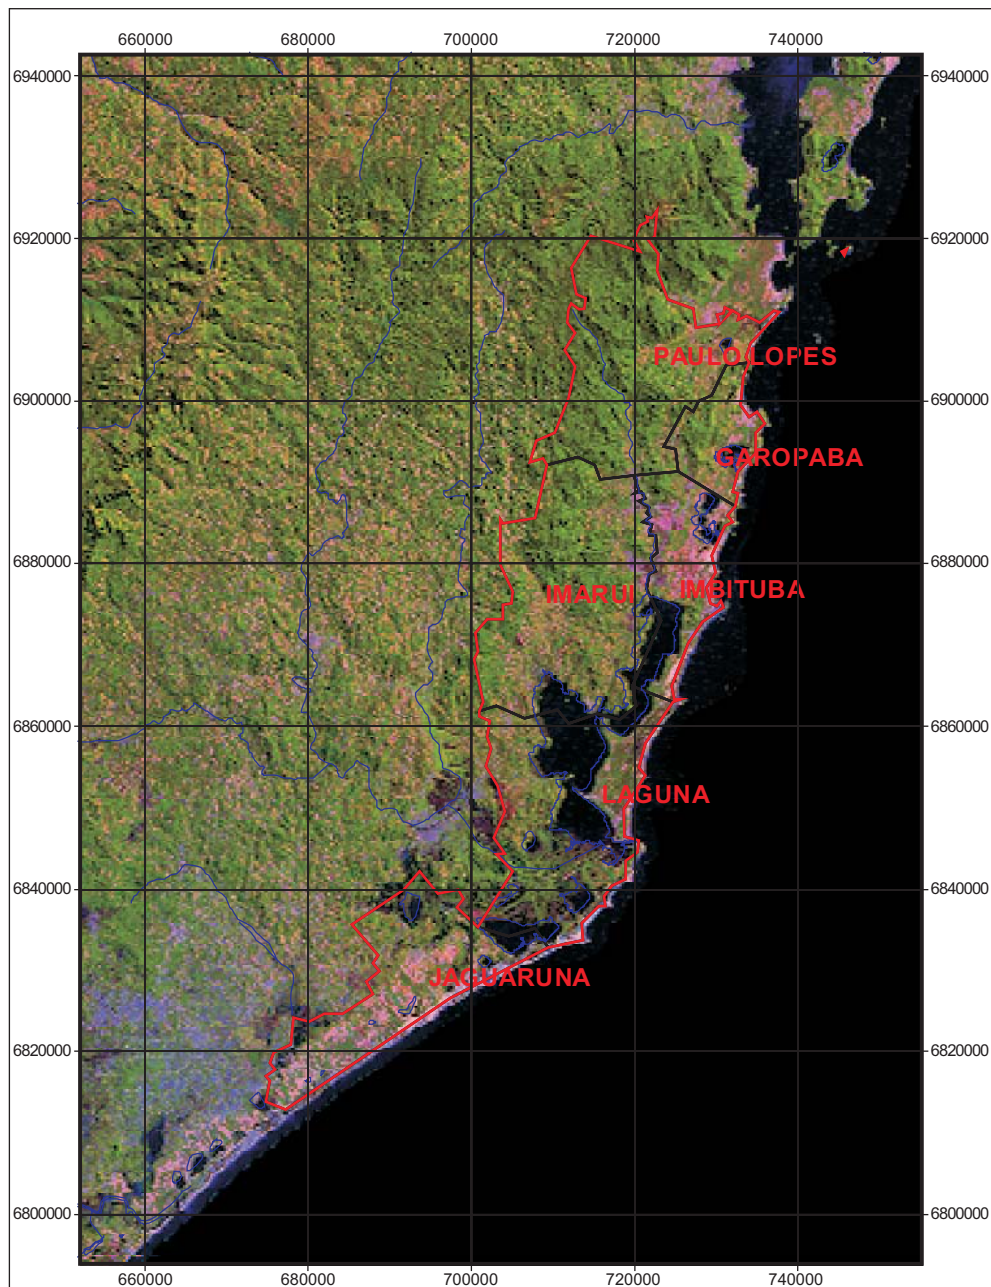 660000 680000 700000 720000 740000
6940000 6940000
6920000 6920000
PAULO LOPES
6900000 6900000
GAROPABA
6880000 6880000
IMARUI IMBITUBA
6860000 6860000
LAGUNA
6840000 6840000
JAGUARUNA
6820000 6820000
6800000 6800000
660000 680000 700000 720000 740000